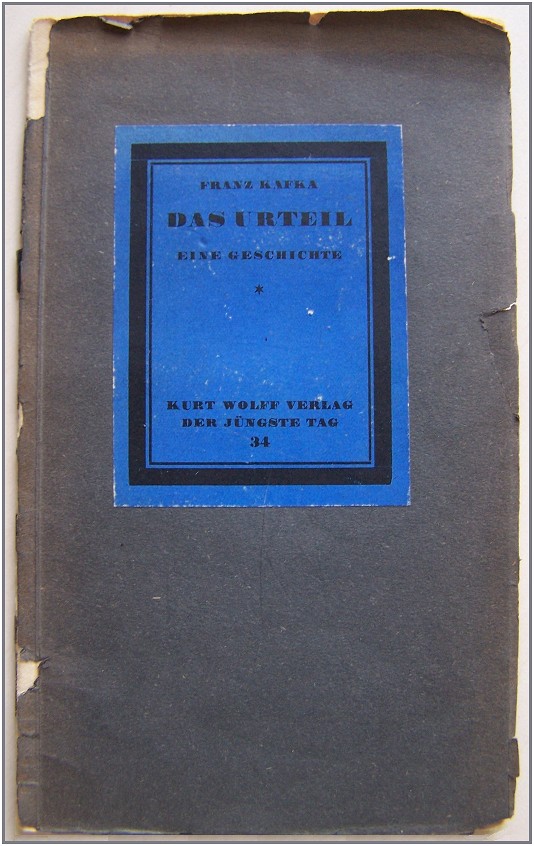 FRANZ KAFKA
DAS URTEIL
EINE GESCHICHTE
*
KURT WOLFF VERLAG
DER JÜNGSTE TAG
34